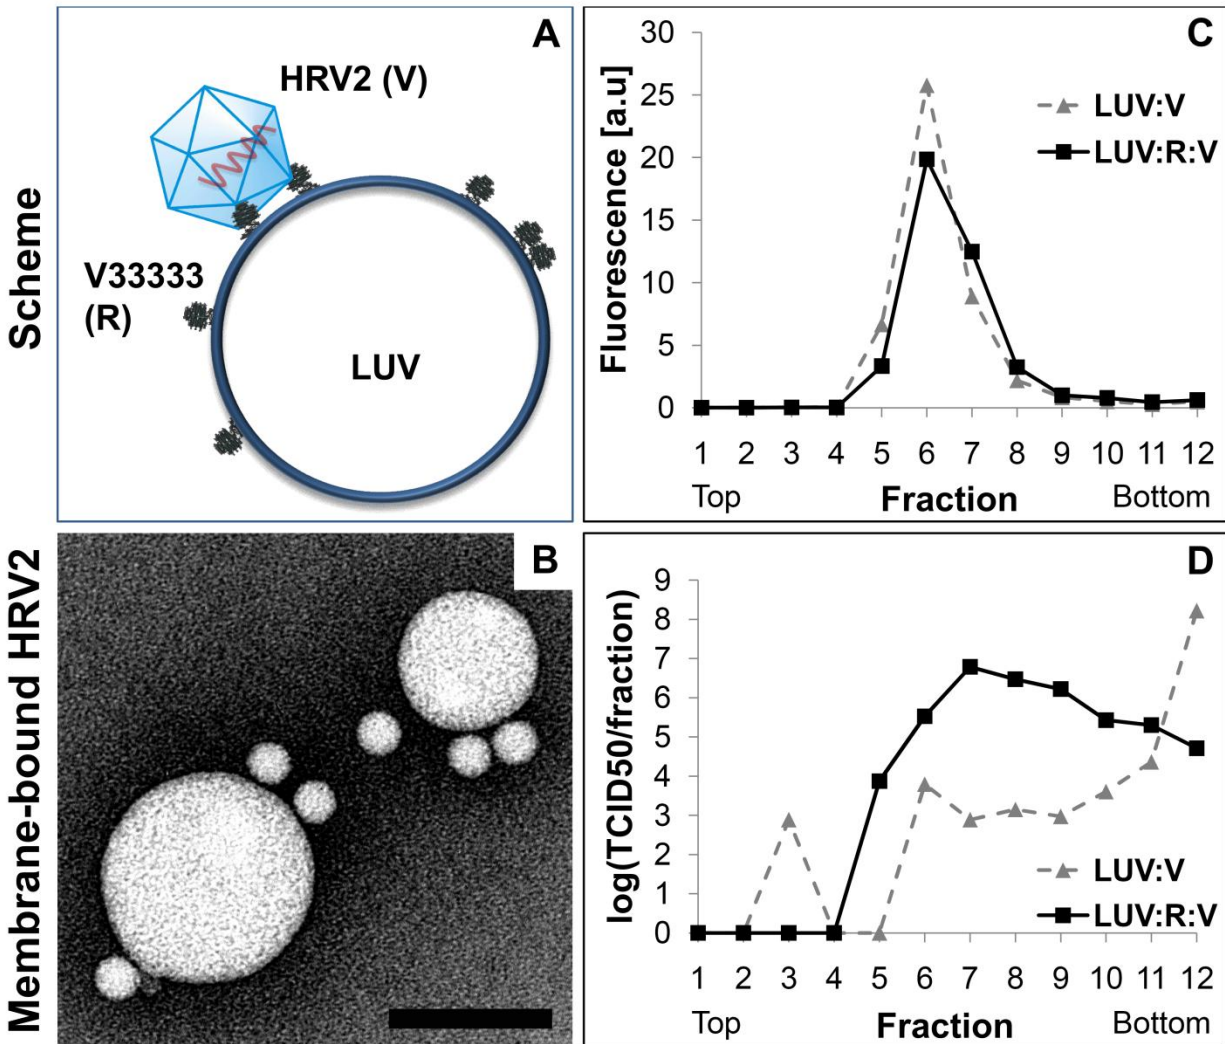 Scheme
A
HRV2 (V)
V33333
(R)
LUV
C
Fluorescence [a.u]
30
25
20
15
10
5
0
LUV:V
LUV:R:V
1 2 3 4 5 6 7 8 9 10 11 12
Top Fraction Bottom
Membrane-bound HRV2
B
D
log(TCID50/fraction)
9
8
7
6
5
4
3
2
1
0
LUV:V
LUV:R:V
1 2 3 4 5 6 7 8 9 10 11 12
Top Fraction Bottom